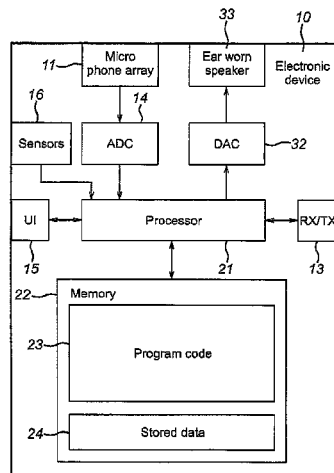 33
10
11
Micro
phone array
Ear worn
speaker
Electronic
device
16
14
Sensors
ADC
DAC
32
UI
Processor
RX/TX
15
21
13
22
Memory
23
Program code
24
Stored data